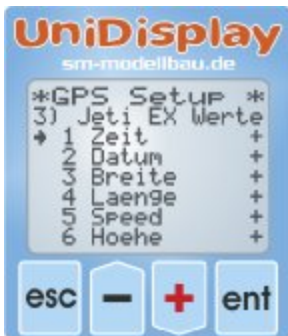 UniDisplay
sm-modellbau.de
*GPS Setup *
3) Jeti EX Werte
→ 1 Zeit +
2 Datum +
3 Breite +
4 Laenge +
5 Speed +
6 Hoehe +
esc - + ent